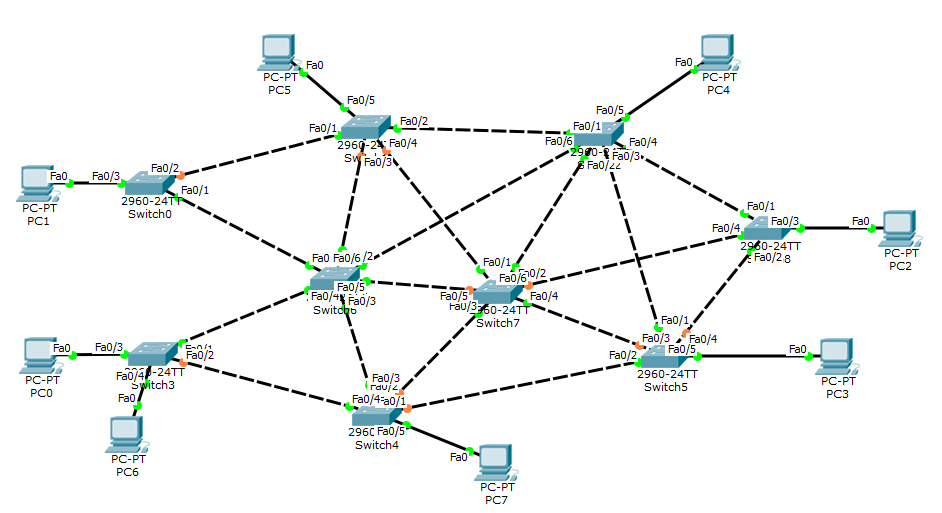 Fa0
PC-PT
PC5
Fa0/5
Fa0/1
Fa0/2
Fa0/4
Fa0/3
Fa0
PC-PT
PC4
Fa0/5
Fa0/1
Fa0/6
Fa0/4
Fa0/3
Fa0
PC-PT
PC1
Fa0/3
Fa0/2
Fa0/1
2960-24TT
Switch0
Fa0/1
Fa0/4
Fa0/3
2960-24TT
Fa0
PC-PT
PC2
Fa0/6
Fa0/5
Fa0/3
Fa0/1
Fa0/2
Fa0/6
Fa0/5
Fa0/4
2960-24TT
Switch7
Fa0
PC-PT
PC0
Fa0/3
Fa0/2
Fa0/4
2960-24TT
Switch3
Fa0/1
Fa0/3
Fa0/4
Fa0/2
Fa0/5
2960-24TT
Switch5
Fa0
PC-PT
PC3
Fa0
PC-PT
PC6
Fa0/3
Fa0/4
Fa0/5
Switch4
Fa0
PC-PT
PC7